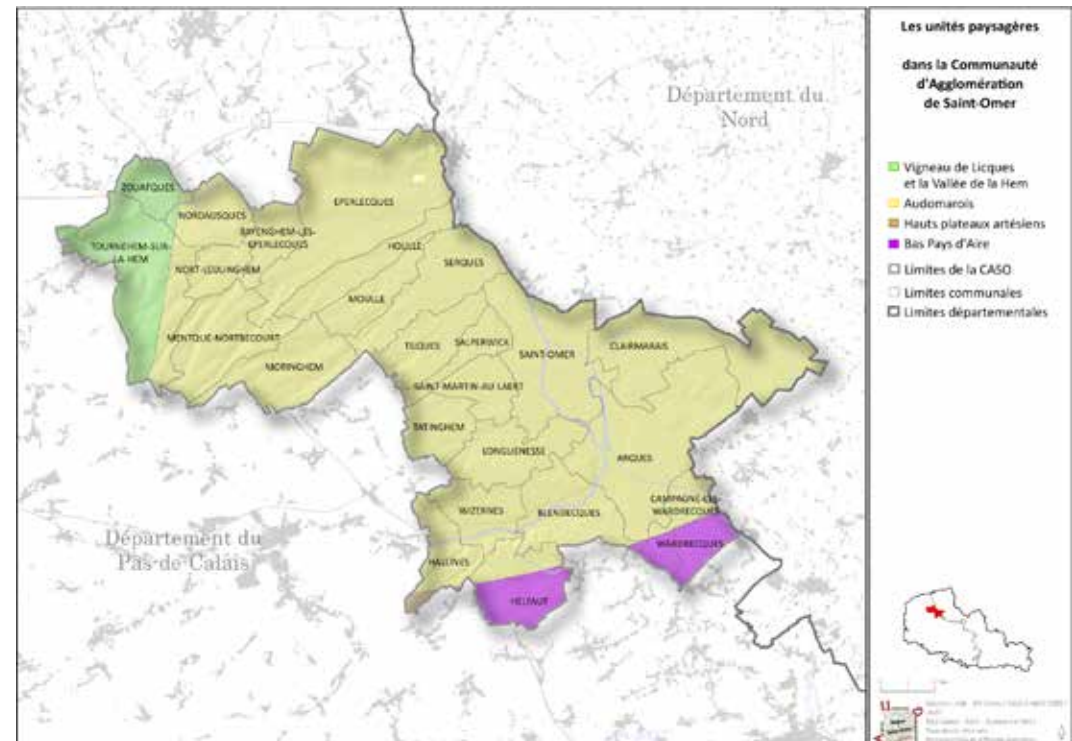 Les unités paysagères
dans la Communauté
d'Agglomération
de Saint-Omer
Vigneau de Licques
et la Vallée de la Hem
Audomarois
Hauts plateaux artésiens
Bas Pays d'Aire
Limites de la CASO
Limites communales
Limites départementales
Département du
Nord
ZOUAFQUES
EPERLECQUES
NORDAUSQUES
BAYENGHEM-LES-
EPERLECQUES
TOURNEHEM-SUR-
LA-HEM
HOULLE
SERQUES
NORT-LEULINGHEM
MOULLE
MENTQUE-NORTBECOURT
TILQUES
SALPERWICK
SAINT-OMER
CLAIRMARAIS
MORINGHEM
SAINT-MARTIN-AU-LAERT
TATINGHEM
LONGUENESSE
ARQUES
CAMPAGNE-LES-
WARDRECQUES
WIZERNES
BLENDECQUES
WARDRECQUES
Département du
Pas-de-Calais
HALLINES
HELFAUT